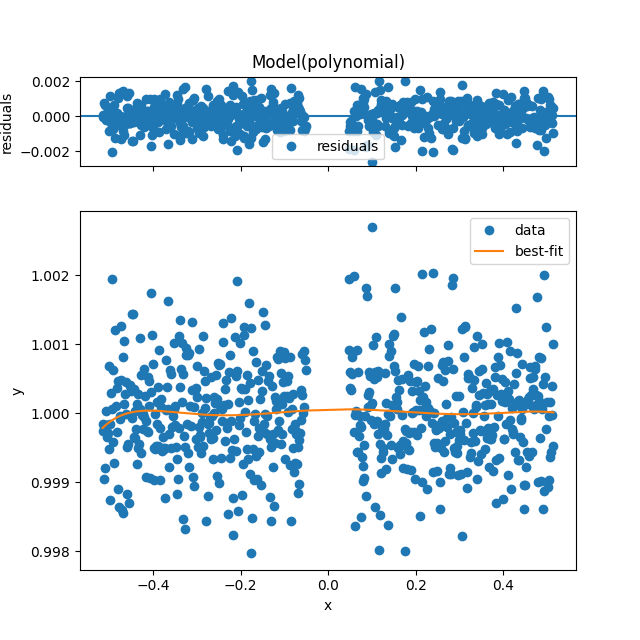 Model(polynomial)
0.002
0.000
−0.002
residuals
residuals
data
best-fit
1.002
1.001
1.000
0.999
0.998
y
−0.4
−0.2
0.0
0.2
0.4
x